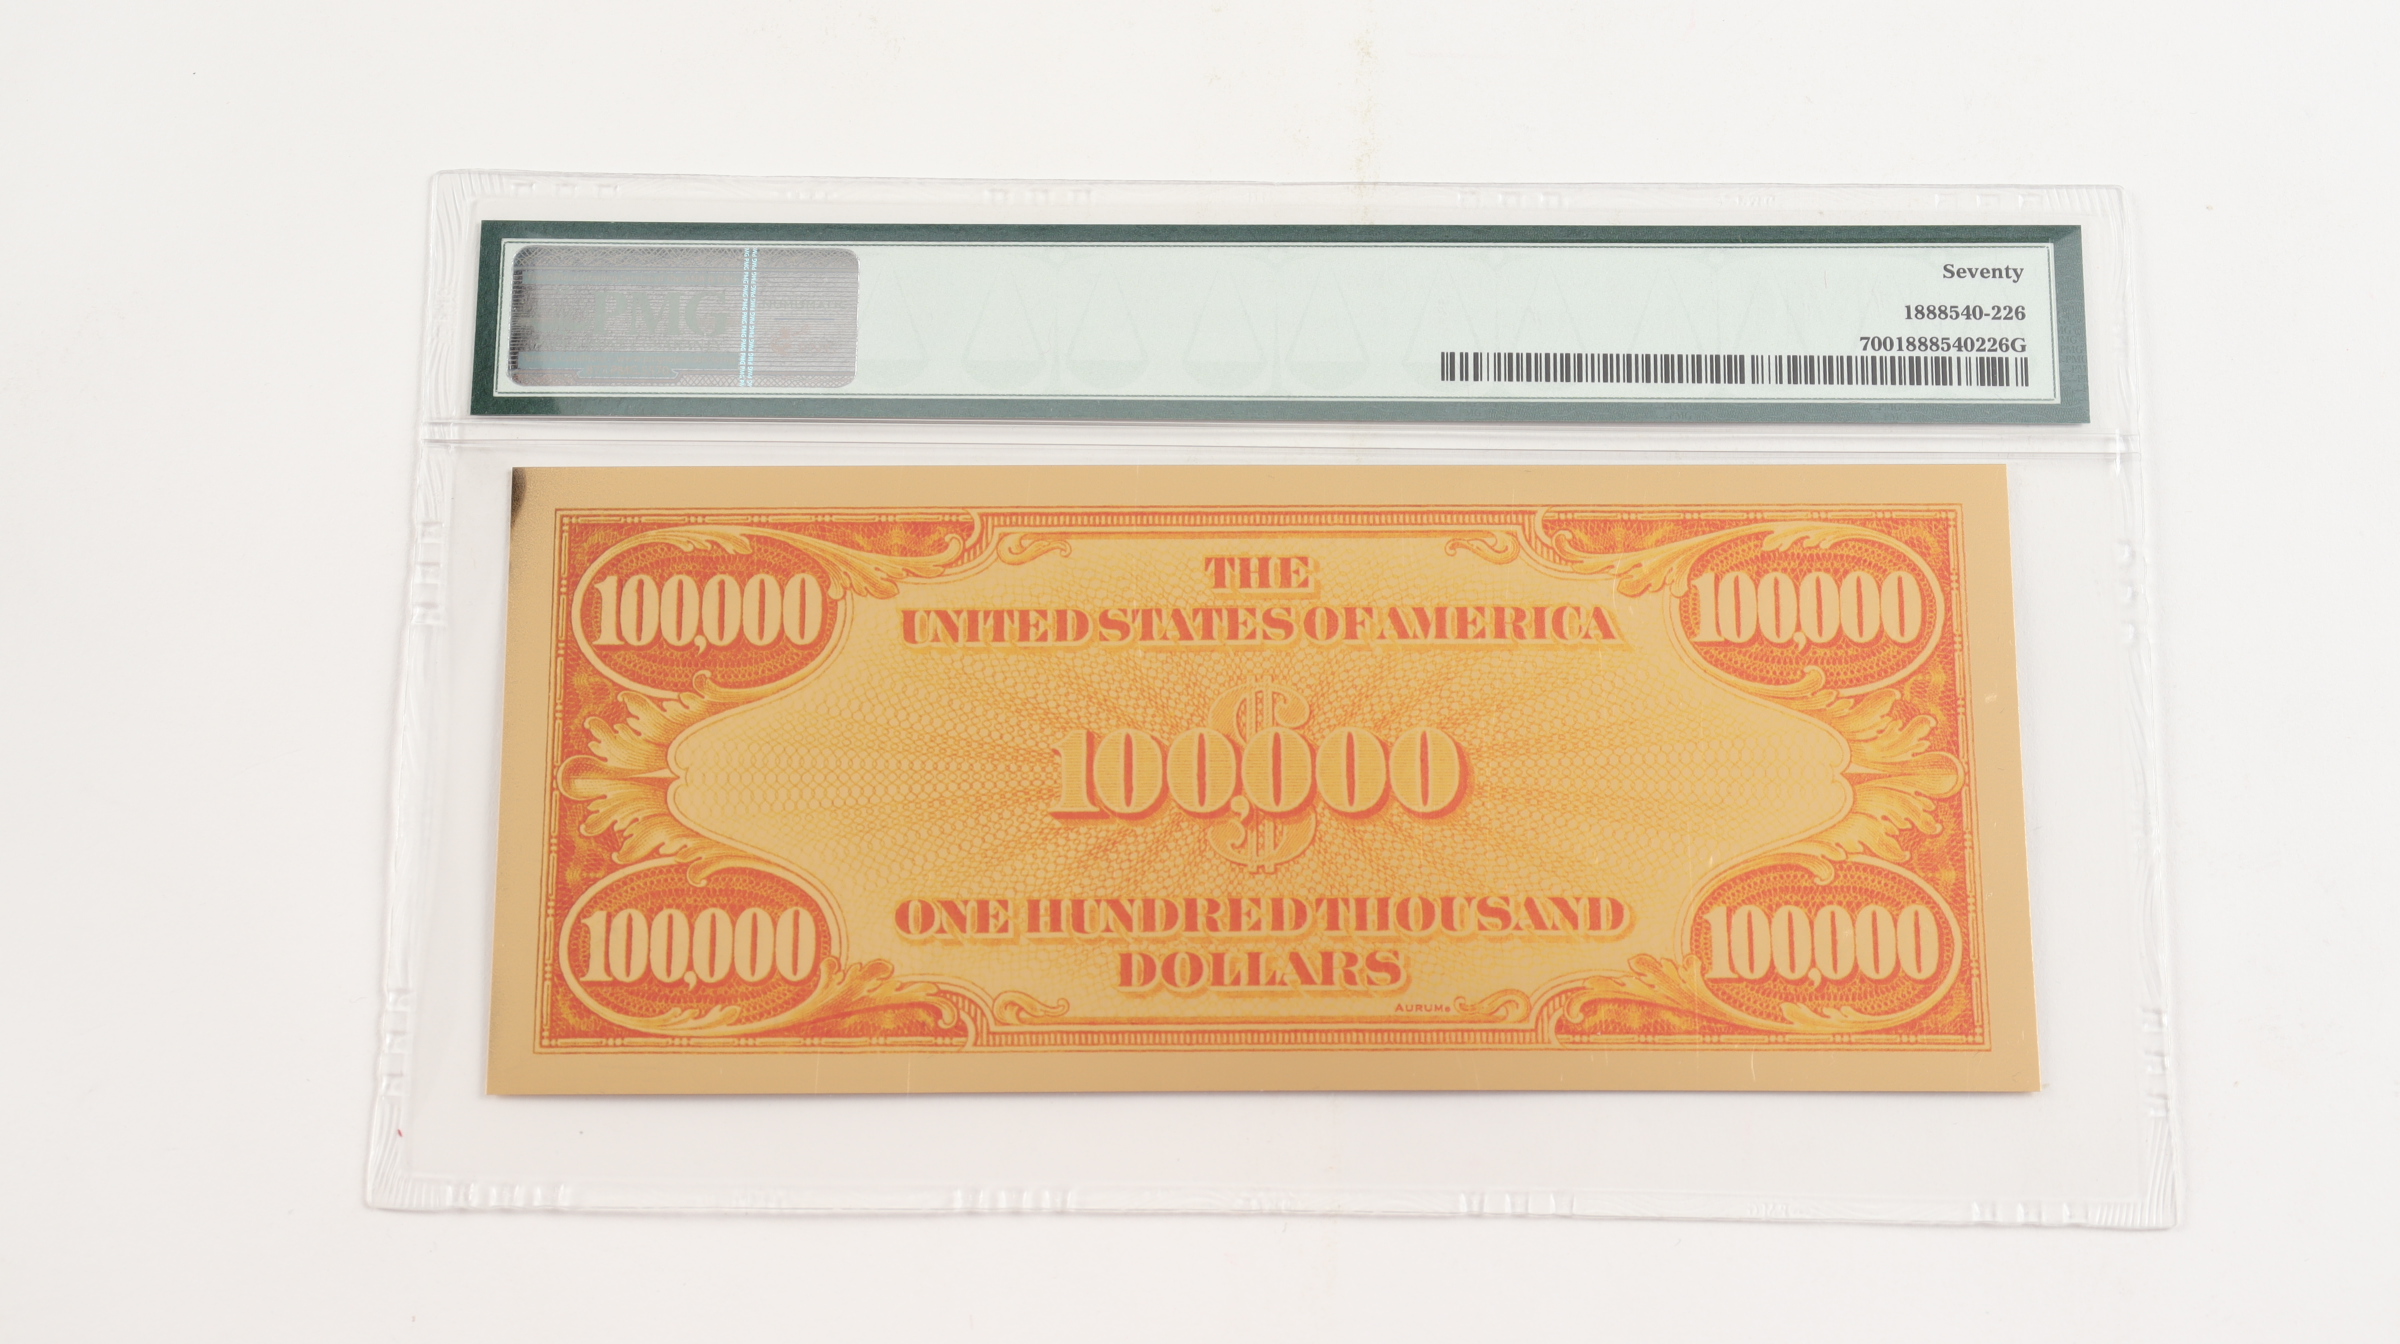 PMG
Seventy
1888540-226
7001888540226G
100,000
THE
100,000
UNITED STATES OF AMERICA
$
100,000
ONE HUNDRED THOUSAND
100,000
DOLLARS
100,000
AURUM®